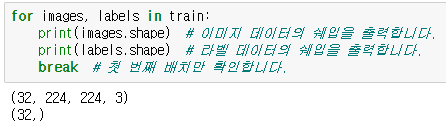 for images, labels in train:
    print(images.shape)  # 이미지 데이터의 쉐입을 출력합니다.
    print(labels.shape)  # 라벨 데이터의 쉐입을 출력합니다.
    break  # 첫 번째 배치만 확인합니다.
(32, 224, 224, 3)
(32,)